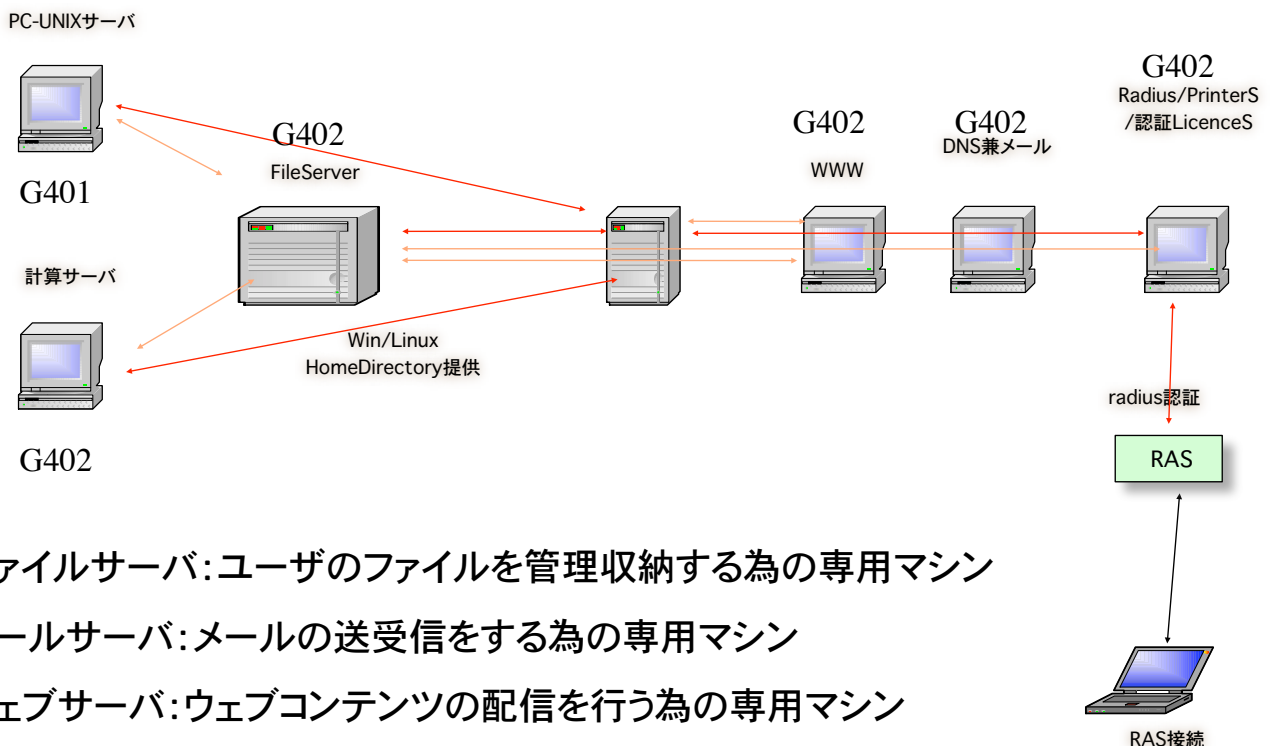 PC-UNIXサーバ
G401
G402
FileServer
G402
WWW
G402
DNS兼メール
G402
Radius/PrinterS
/認証LicenceS
計算サーバ
G402
Win/Linux
HomeDirectory提供
radius認証
RAS
RAS接続
ァイルサーバ：ユーザのファイルを管理収納する為の専用マシン
ールサーバ：メールの送受信をする為の専用マシン
ェブサーバ：ウェブコンテンツの配信を行う為の専用マシン